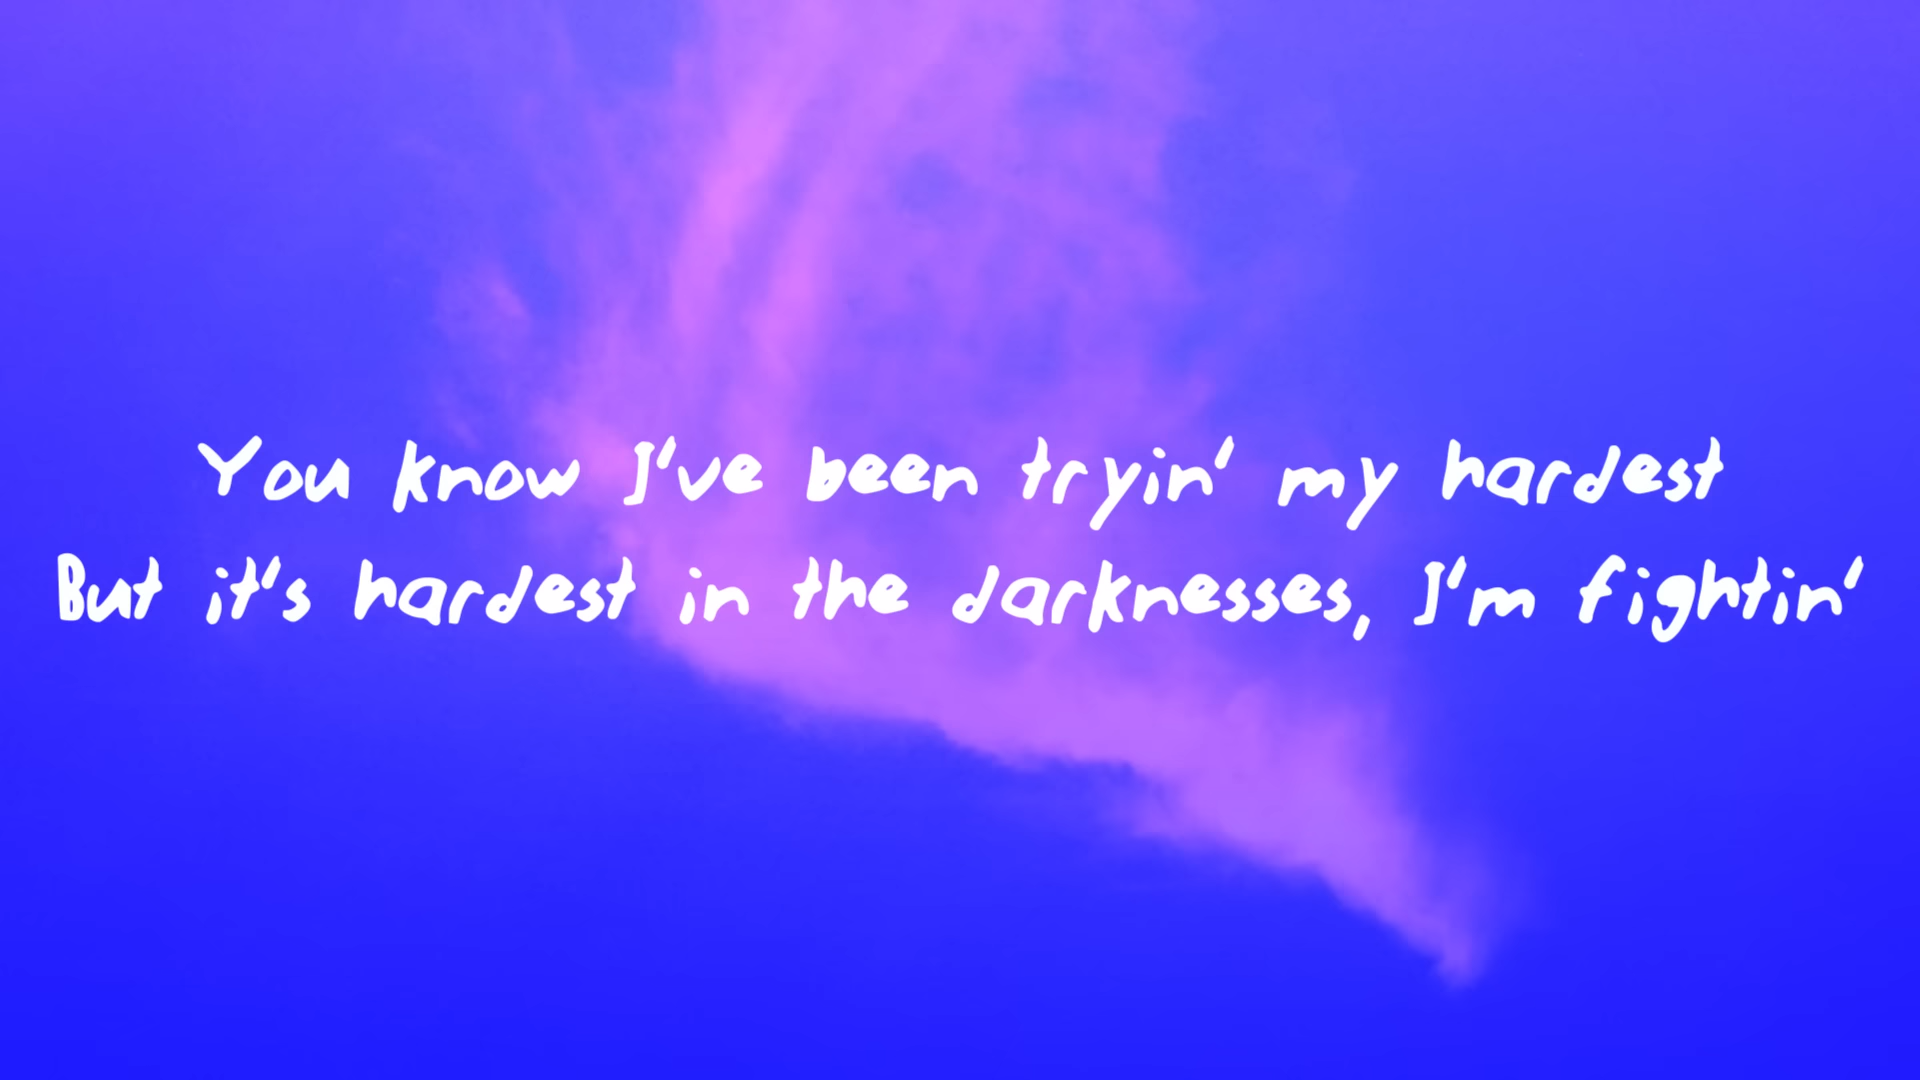 You know I've been tryin' my hardest
But it's hardest in the darknesses, I'm fightin'